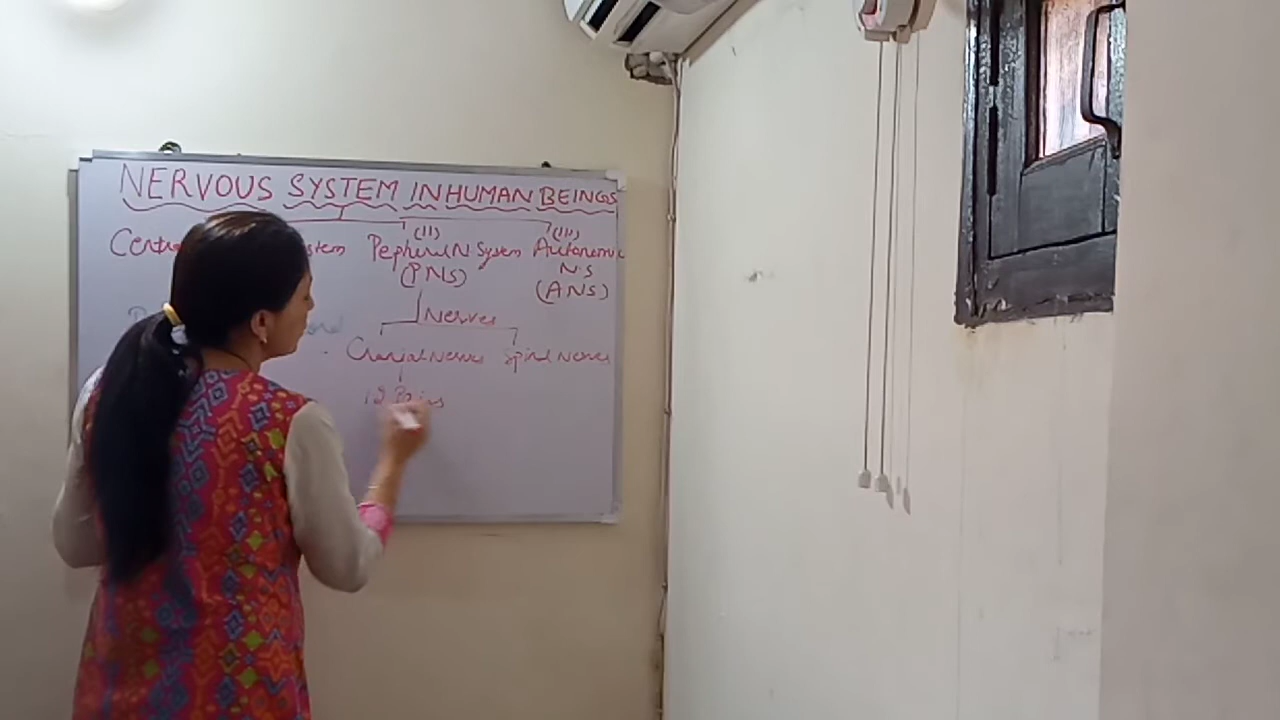 NERVOUS SYSTEM IN HUMAN BEINGS
(II) (III)
Centr stem Pepheral N System Autonomic
(PNS) N.S
(ANS)
Nerves
Cranial nerves Spinal Nerves
12 Pairs